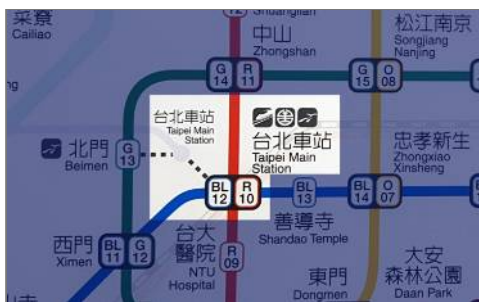 菜寮
Cailiao
中山
Zhongshan
G
14
R
11
松江南京
Songjiang
Nanjing
G
15
O
08
台北車站
Taipei Main
Station
台北車站
Taipei Main
Station
北門
Beimen
G
13
忠孝新生
Zhongxiao
Xinsheng
BL
12
R
10
BL
13
BL
14
O
07
善導寺
Shandao Temple
西門
Ximen
BL
11
G
12
台大
醫院
NTU
Hospital
R
09
東門
Dongmen
大安
森林公園
Daan Park